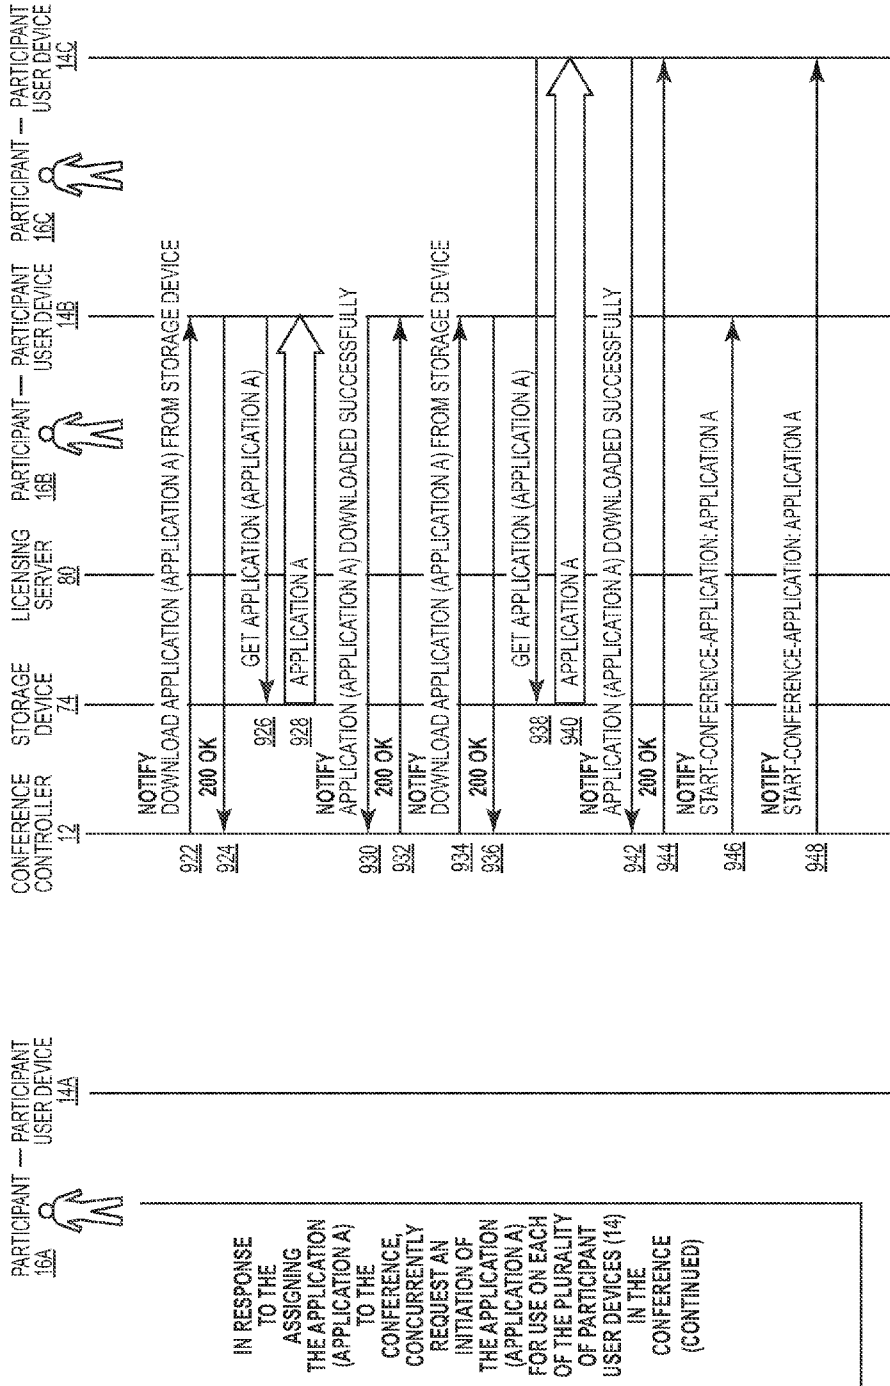 PARTICIPANT — PARTICIPANT
USER DEVICE
16A
14A
CONFERENCE
CONTROLLER
12
STORAGE
DEVICE
74
LICENSING
SERVER
80
PARTICIPANT — PARTICIPANT
USER DEVICE
16B
14B
PARTICIPANT — PARTICIPANT
USER DEVICE
16C
14C
IN RESPONSE
TO THE
ASSIGNING
THE APPLICATION
(APPLICATION A)
TO THE
CONFERENCE,
CONCURRENTLY
REQUEST AN
INITIATION OF
THE APPLICATION
(APPLICATION A)
FOR USE ON EACH
OF THE PLURALITY
OF PARTICIPANT
USER DEVICES (14)
IN THE
CONFERENCE
(CONTINUED)
NOTIFY
DOWNLOAD APPLICATION (APPLICATION A) FROM STORAGE DEVICE
922
200 OK
924
GET APPLICATION (APPLICATION A)
926
APPLICATION A
928
NOTIFY
APPLICATION (APPLICATION A) DOWNLOADED SUCCESSFULLY
930
200 OK
932
NOTIFY
DOWNLOAD APPLICATION (APPLICATION A) FROM STORAGE DEVICE
934
200 OK
936
GET APPLICATION (APPLICATION A)
938
APPLICATION A
940
NOTIFY
APPLICATION (APPLICATION A) DOWNLOADED SUCCESSFULLY
942
200 OK
944
NOTIFY
START-CONFERENCE-APPLICATION: APPLICATION A
946
NOTIFY
START-CONFERENCE-APPLICATION: APPLICATION A
948